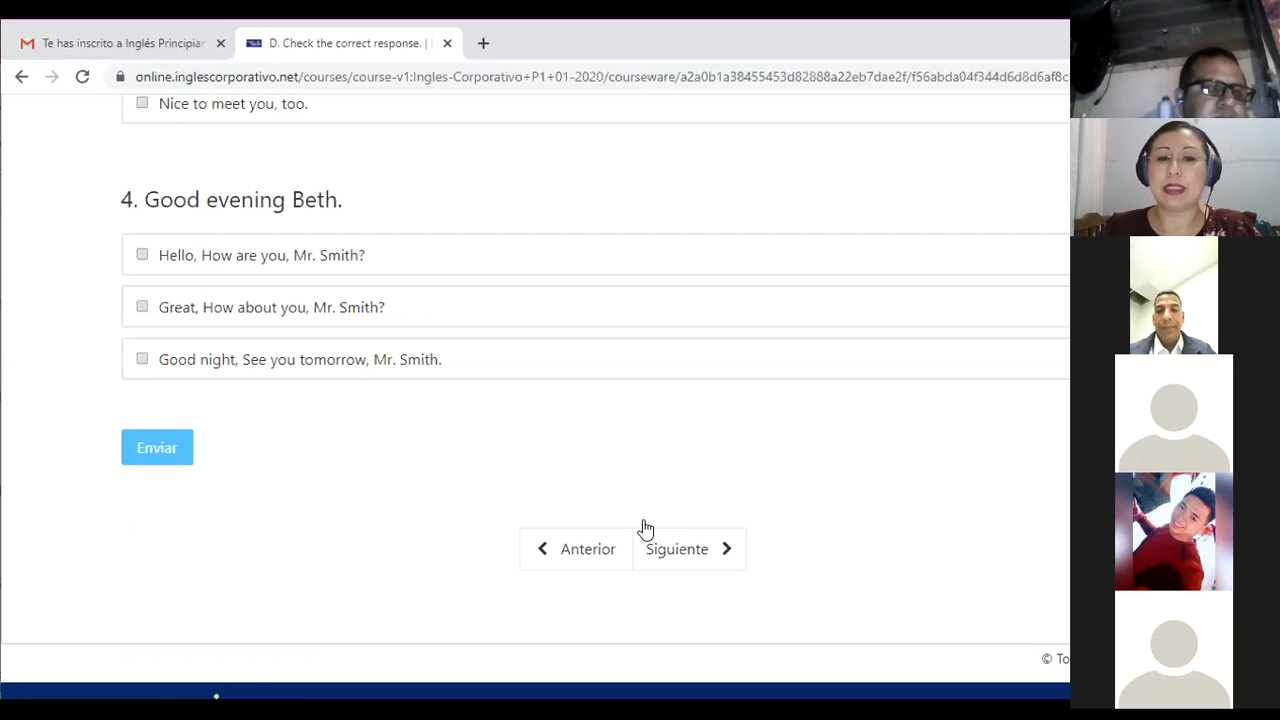 Te has inscrito a Inglés Principian
D. Check the correct response. |
online.inglescorporativo.net/courses/course-v1:Ingles-Corporativo+P1+01-2020/courseware/a2a0b1a38455453d82888a22eb7dae2f/f56abda04f344d6d8d6af8c
Nice to meet you, too.
4. Good evening Beth.
Hello, How are you, Mr. Smith?
Great, How about you, Mr. Smith?
Good night, See you tomorrow, Mr. Smith.
Enviar
Anterior
Siguiente
© To